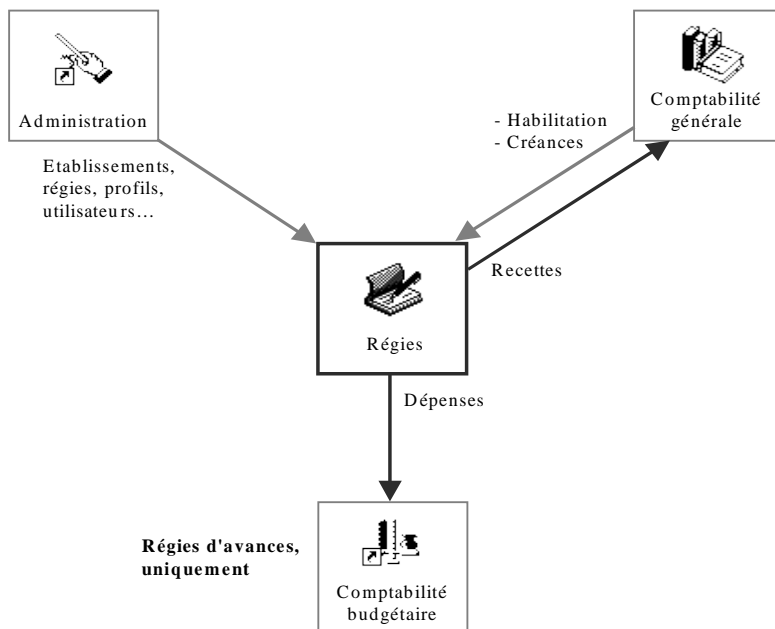 Administration
Comptabilité
générale
- Habilitation
- Créances
Etablissements,
régies, profils,
utilisateurs…
Recettes
Régies
Dépenses
Régies d'avances,
uniquement
Comptabilité
budgétaire